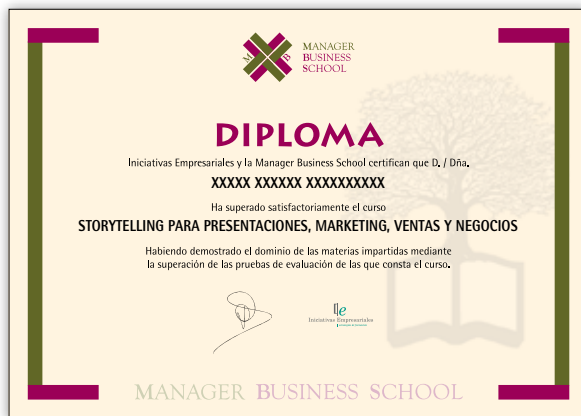 M B
MANAGER
BUSINESS
SCHOOL
DIPLOMA
Iniciativas Empresariales y la Manager Business School certifican que D. / Dña.
XXXXX XXXXXX XXXXXXXXXX
Ha superado satisfactoriamente el curso
STORYTELLING PARA PRESENTACIONES, MARKETING, VENTAS Y NEGOCIOS
Habiendo demostrado el dominio de las materias impartidas mediante
la superación de las pruebas de evaluación de las que consta el curso.
Ie
Iniciativas Empresariales
MANAGER BUSINESS SCHOOL